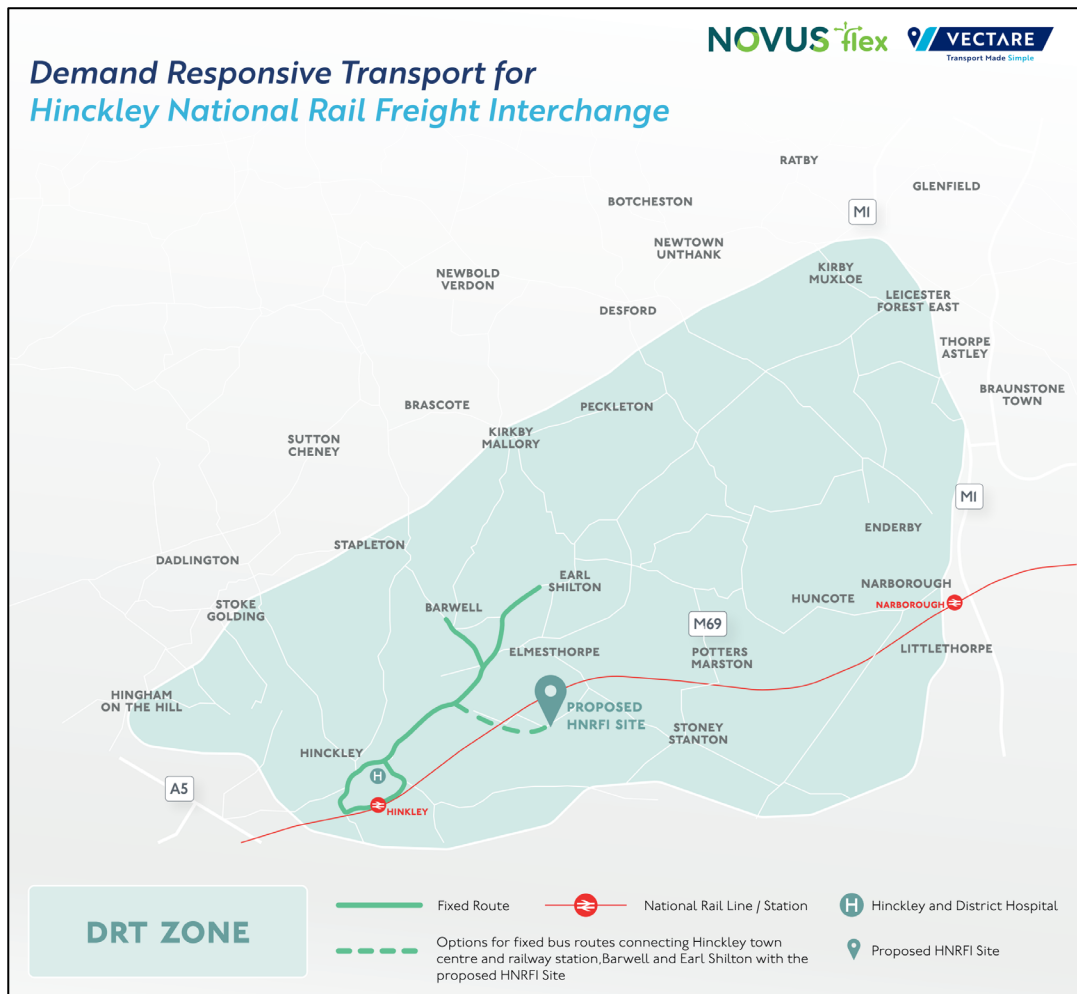 NOVUS flex
VECTARE
Transport Made Simple
Demand Responsive Transport for
Hinckley National Rail Freight Interchange
RATBY
GLENFIELD
BOTCHESTON
M1
NEWTOWN
UNTHANK
KIRBY
MUXLOE
NEWBOLD
VERDON
LEICESTER
FOREST EAST
DESFORD
THORPE
ASTLEY
BRAUNSTONE
TOWN
BRASCOTE
PECKLETON
SUTTON
CHENEY
KIRKBY
MALLORY
M1
ENDERBY
STAPLETON
DADLINGTON
EARL
SHILTON
NARBOROUGH
HUNCOTE
NARBOROUGH
STOKE
GOLDING
BARWELL
M69
ELMESTHORPE
POTTERS
MARSTON
LITTLETHORPE
HINGHAM
ON THE HILL
PROPOSED
HNRFI SITE
STONEY
STANTON
HINCKLEY
H
A5
HINKLEY
DRT ZONE
Fixed Route
National Rail Line / Station
H
Hinckley and District Hospital
Options for fixed bus routes connecting Hinckley town
centre and railway station,Barwell and Earl Shilton with the
proposed HNRFI Site
Proposed HNRFI Site